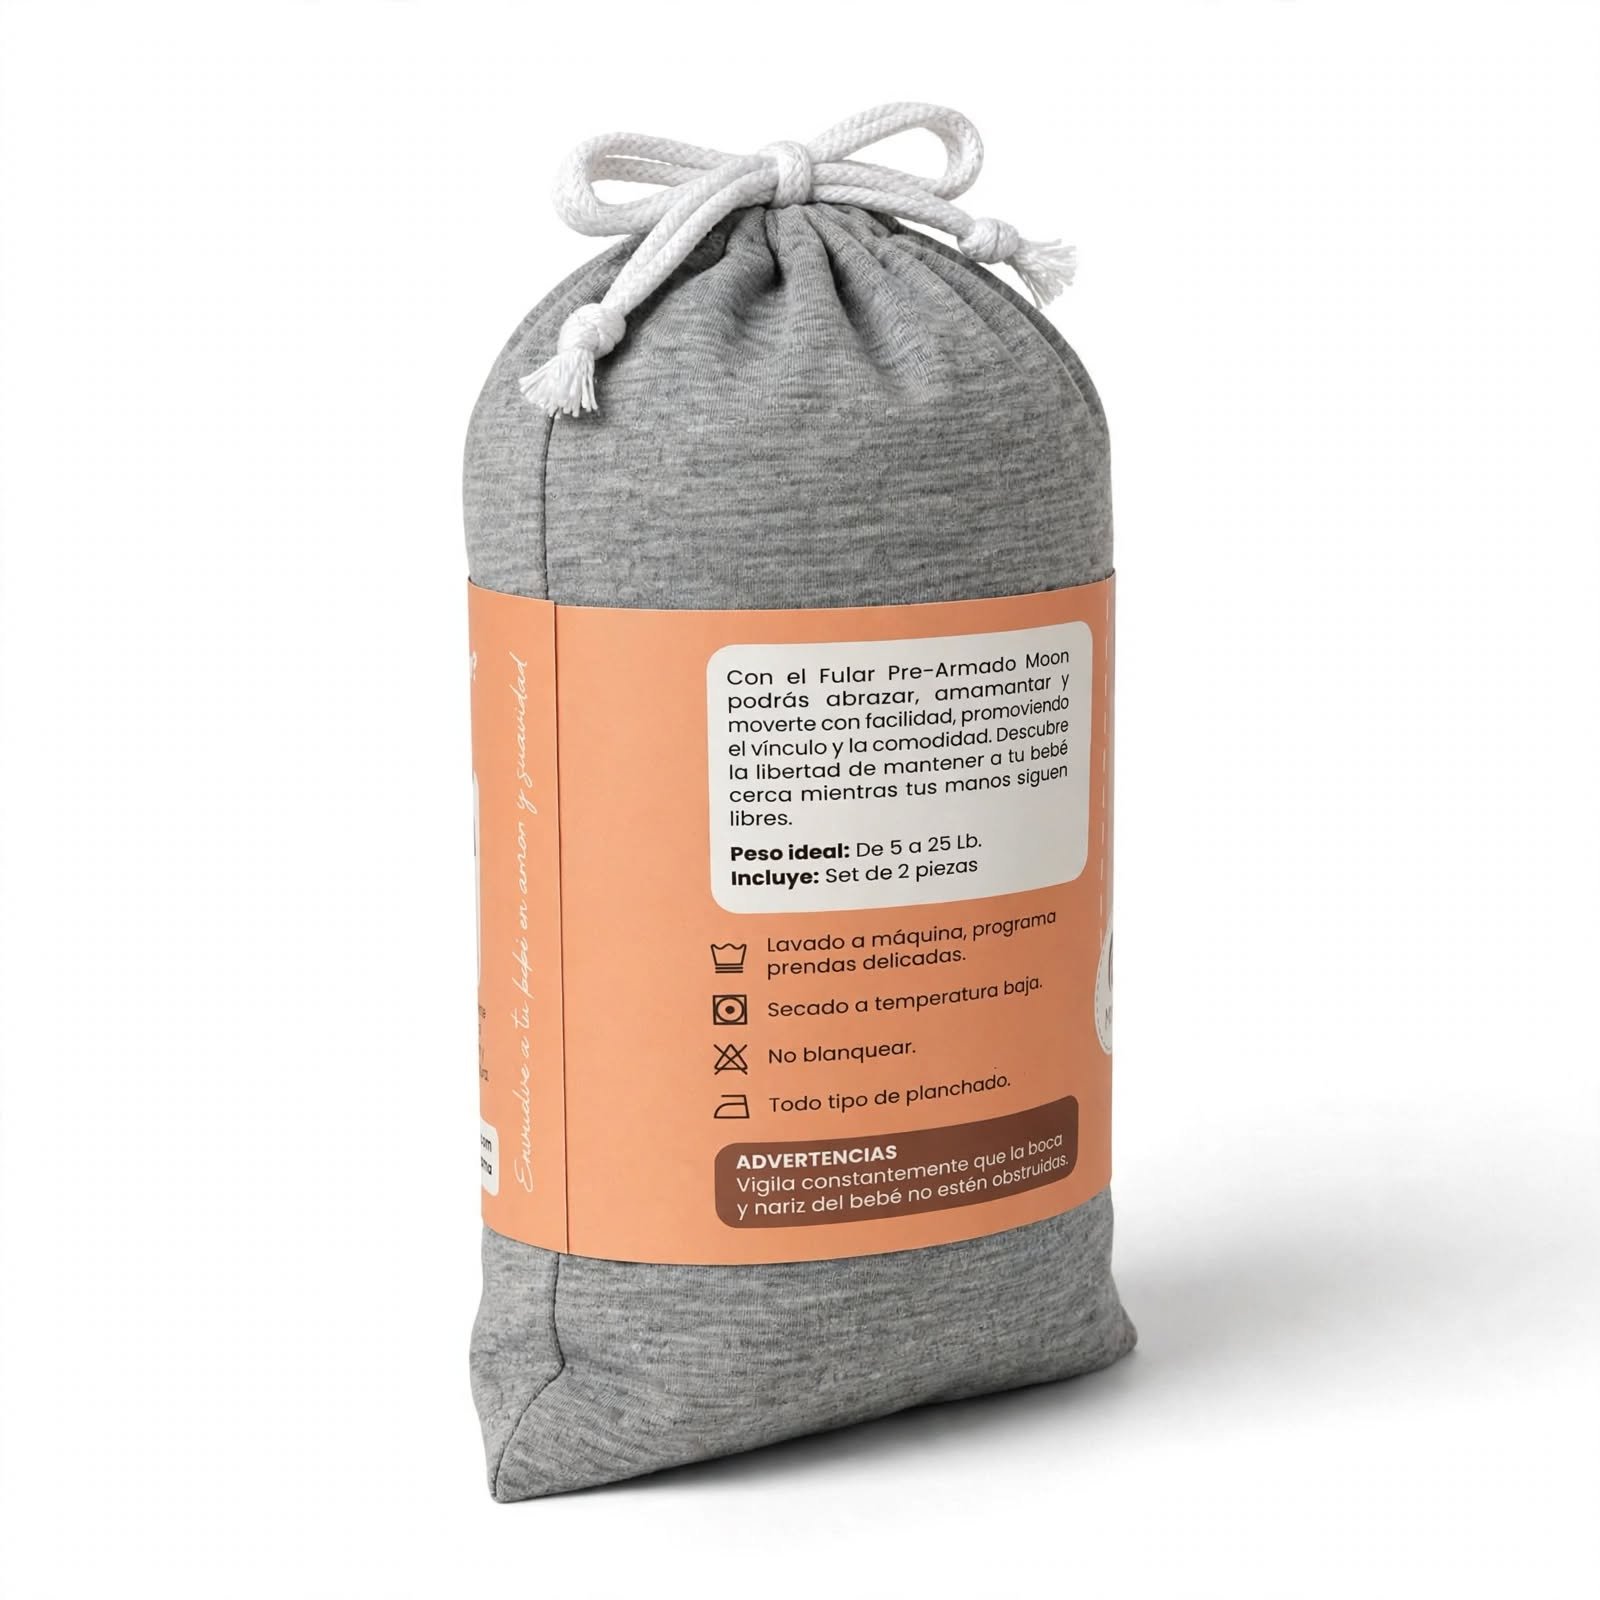 Envuelve a tu bebé en amor y suavidad
Con el Fular Pre-Armado Moon
podrás abrazar, amamantar y
moverte con facilidad, promoviendo
el vínculo y la comodidad. Descubre
la libertad de mantener a tu bebé
cerca mientras tus manos siguen
libres.
Peso ideal: De 5 a 25 Lb.
Incluye: Set de 2 piezas
Lavado a máquina, programa
prendas delicadas.
Secado a temperatura baja.
No blanquear.
Todo tipo de planchado.
ADVERTENCIAS
Vigila constantemente que la boca
y nariz del bebé no estén obstruidas.